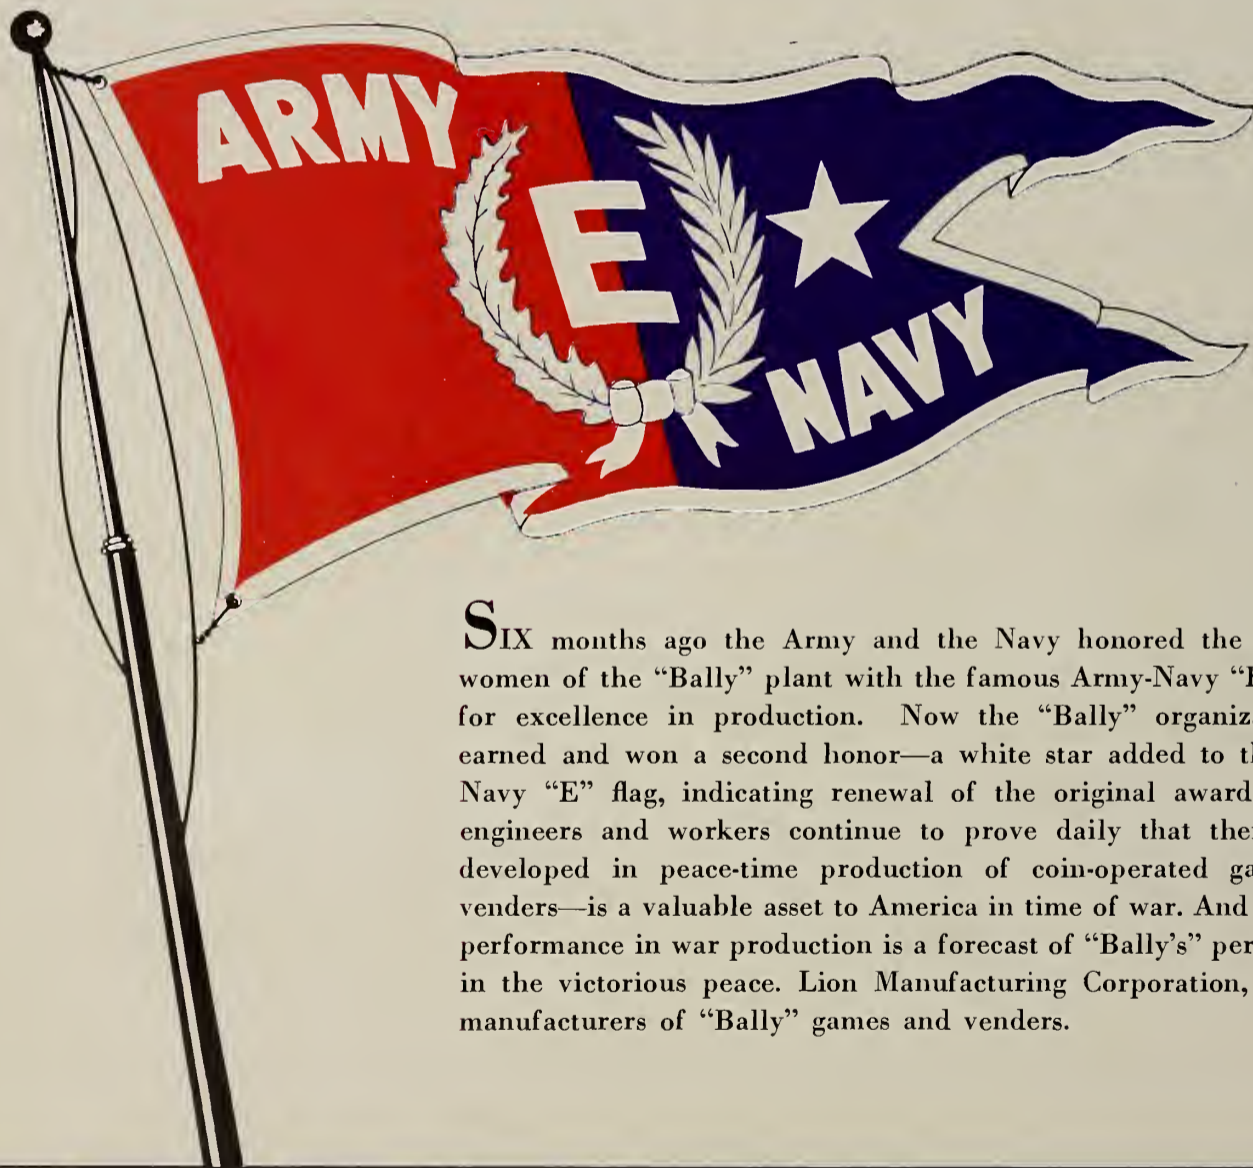 ARMY
E
NAVY
SIX months ago the Army and the Navy honored the
women of the “Bally” plant with the famous Army-Navy “E
for excellence in production. Now the “Bally” organiz
earned and won a second honor—a white star added to t
Navy “E” flag, indicating renewal of the original award
engineers and workers continue to prove daily that the
developed in peace-time production of coin-operated ga
venders—is a valuable asset to America in time of war. And
performance in war production is a forecast of “Bally’s” per
in the victorious peace. Lion Manufacturing Corporation,
manufacturers of “Bally” games and venders.